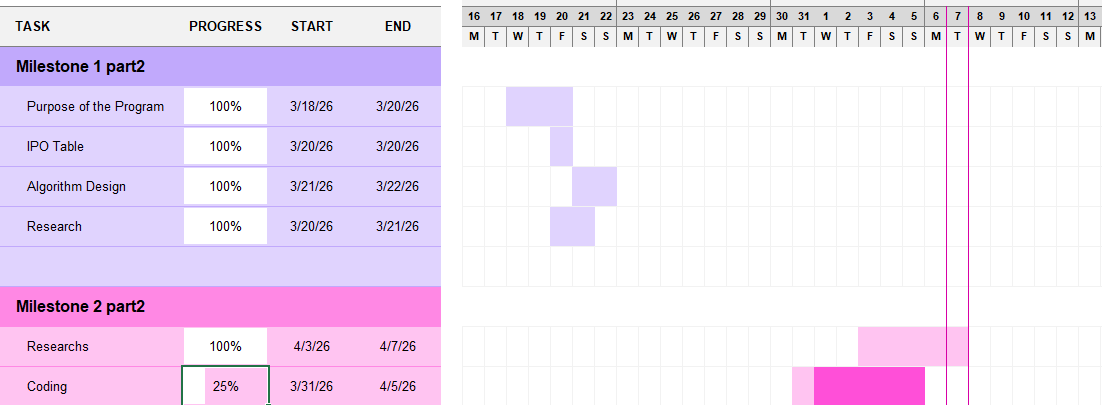 16 17 18 19 20 21 22 23 24 25 26 27 28 29 30 31 1 2 3 4 5 6 7 8 9 10 11 12 13
TASK PROGRESS START END
M T W T F S S M T W T F S S M T W T F S S M T W T F S S M
Milestone 1 part2
Purpose of the Program 100% 3/18/26 3/20/26
IPO Table 100% 3/20/26 3/20/26
Algorithm Design 100% 3/21/26 3/22/26
Research 100% 3/20/26 3/21/26
Milestone 2 part2
Researchs 100% 4/3/26 4/7/26
Coding 25% 3/31/26 4/5/26